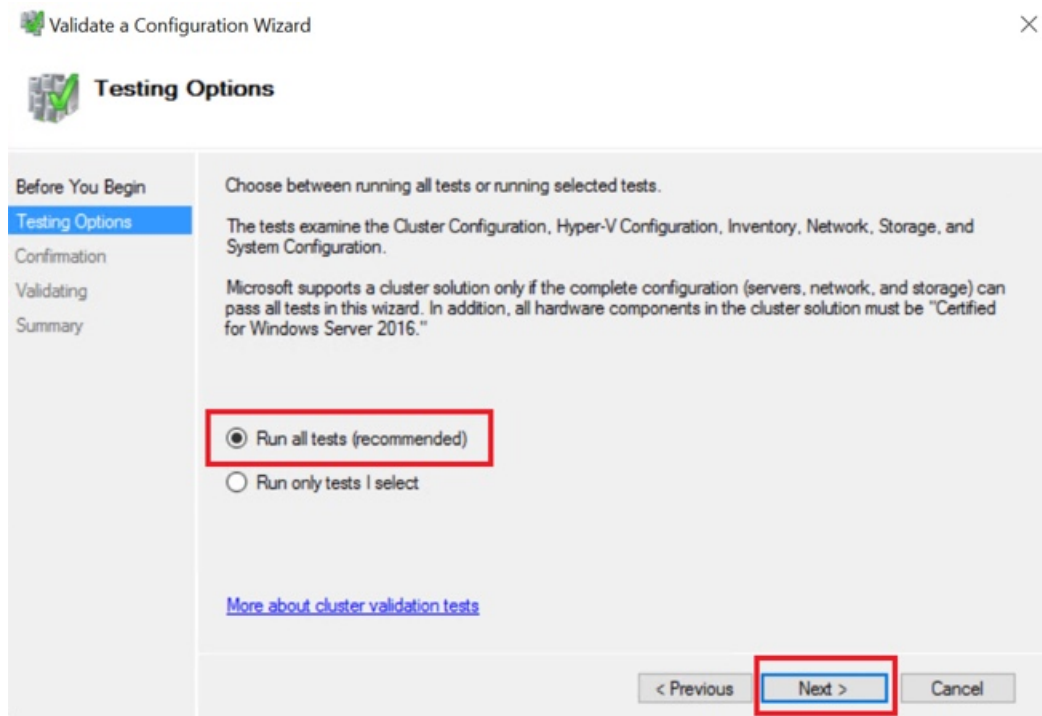 Validate a Configuration Wizard
Testing Options
Before You Begin
Testing Options
Confirmation
Validating
Summary
Choose between running all tests or running selected tests.
The tests examine the Cluster Configuration, Hyper-V Configuration, Inventory, Network, Storage, and
System Configuration.
Microsoft supports a cluster solution only if the complete configuration (servers, network, and storage) can
pass all tests in this wizard. In addition, all hardware components in the cluster solution must be "Certified
for Windows Server 2016."
Run all tests (recommended)
Run only tests I select
More about cluster validation tests
< Previous
Next >
Cancel